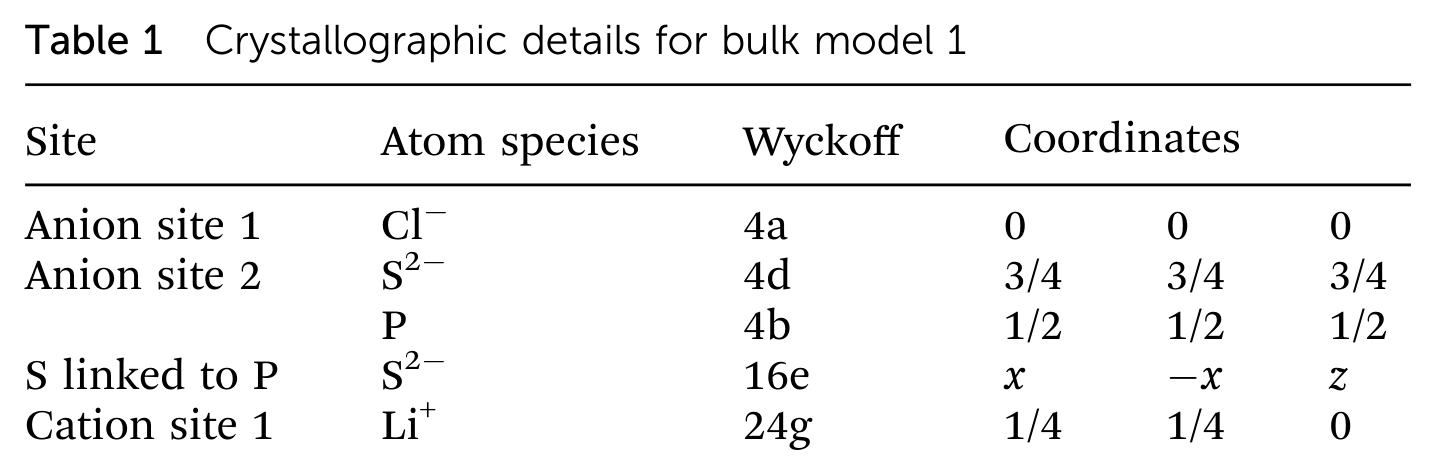 Table 1 Crystallographic details for bulk model 1
Site Atom species Wyckoff Coordinates
Anion site 1 Cl⁻ 4a 0 0 0
Anion site 2 S²⁻ 4d 3/4 3/4 3/4
P 4b 1/2 1/2 1/2
S linked to P S²⁻ 16e x −x z
Cation site 1 Li⁺ 24g 1/4 1/4 0